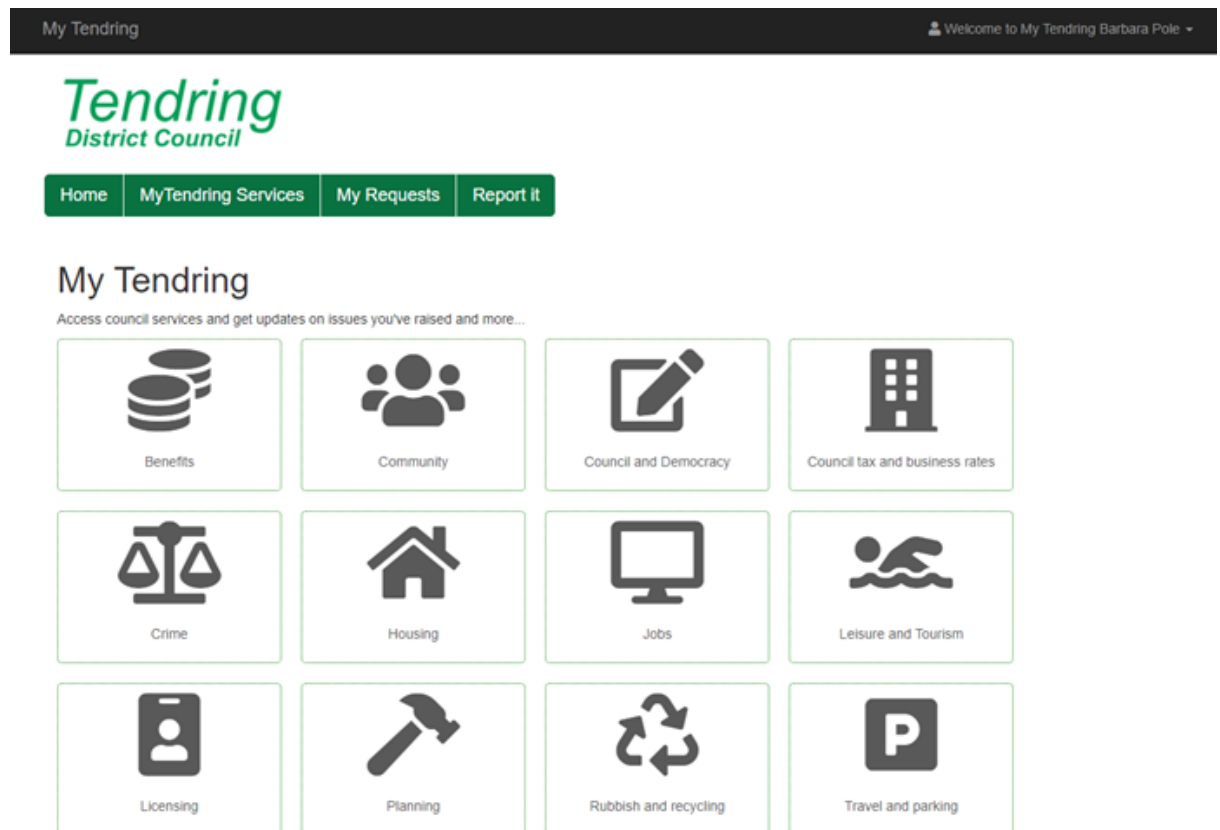 My Tendring
Welcome to My Tendring Barbara Pole
Tendring
District Council
Home MyTendring Services My Requests Report it
My Tendring
Access council services and get updates on issues you've raised and more...
Benefits Community Council and Democracy Council tax and business rates
Crime Housing Jobs Leisure and Tourism
P
Licensing Planning Rubbish and recycling Travel and parking